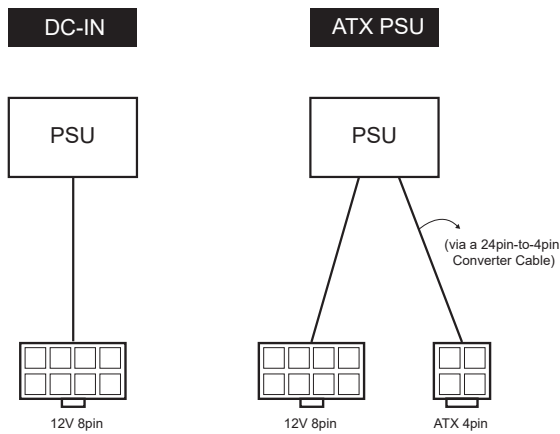 DC-IN
ATX PSU
PSU
PSU
(via a 24pin-to-4pin
Converter Cable)
12V 8pin
12V 8pin
ATX 4pin